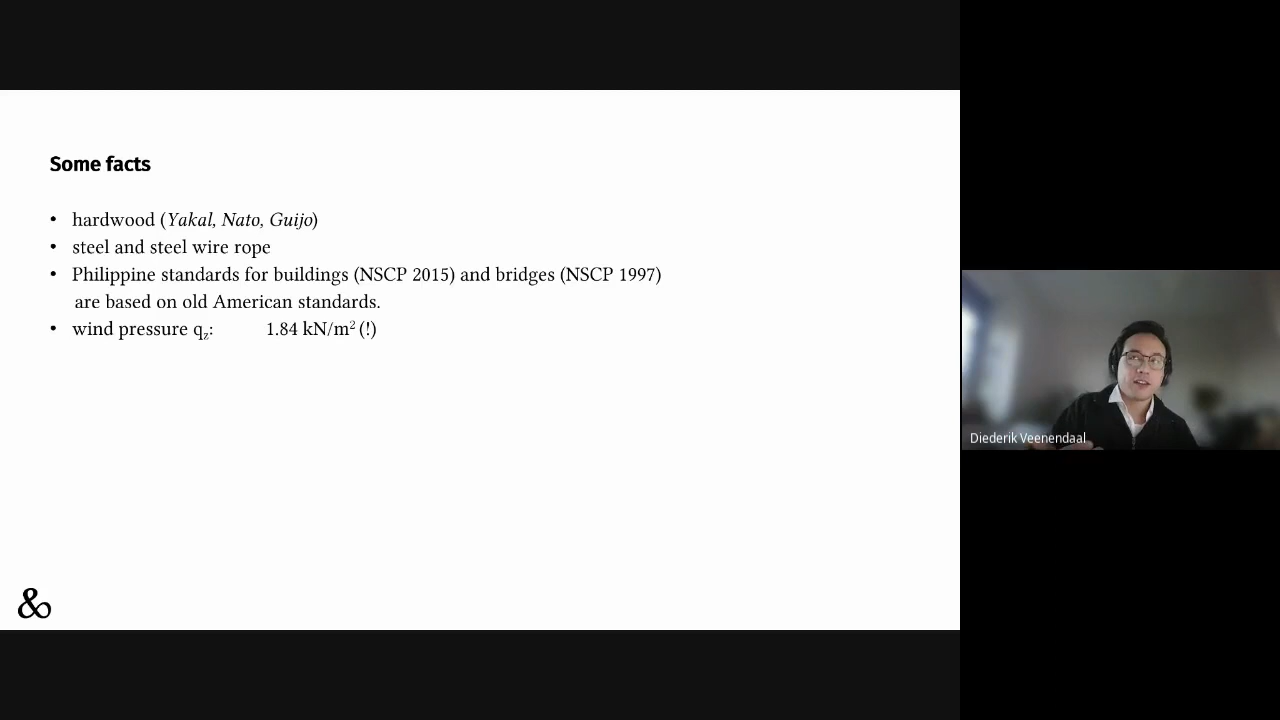 Some facts
• hardwood (Yakal, Nato, Guijo)
• steel and steel wire rope
• Philippine standards for buildings (NSCP 2015) and bridges (NSCP 1997)
are based on old American standards.
• wind pressure qz: 1.84 kN/m² (!)
&
Diederik Veenendaal